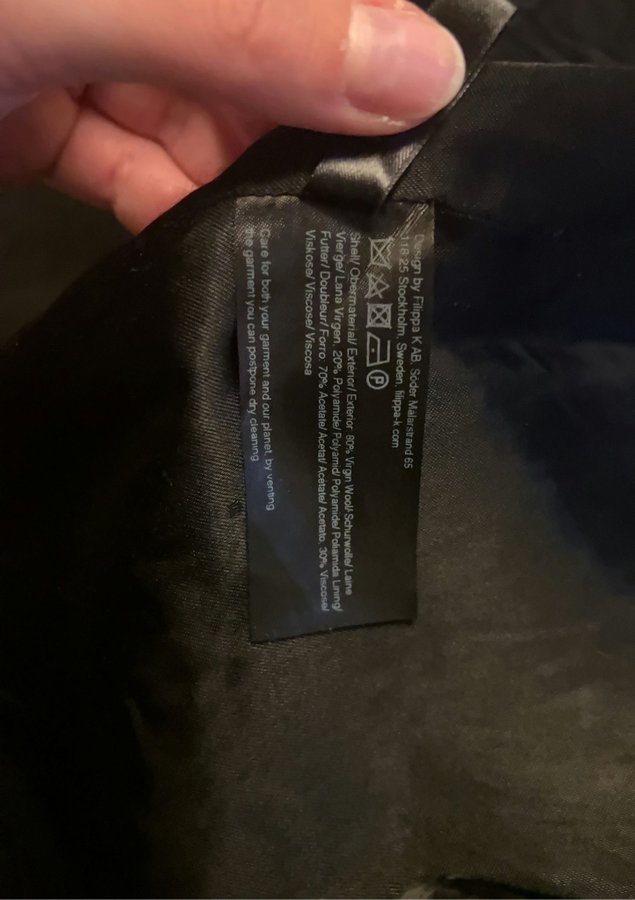 Design by Filippa K AB, Söder Mälarstrand 65
118 25 Stockholm, Sweden. filippa-k.com
P
Shell/ Obermaterial/ Extérior/ Exterior 80% Virgin Wool/ Schurwolle/ Laine
Vierge/ Lana Virgen. 20% Polyamide/ Polyamid/ Polyamide/ Poliamida Lining/
Futter/ Doubleur/ Forro. 70% Acetate/ Acetat/ Acétate/ Acetato. 30% Viscose/
Viskose/ Viscose/ Viscosa
Care for both your garment and our planet, by venting
the garment you can postpone dry cleaning